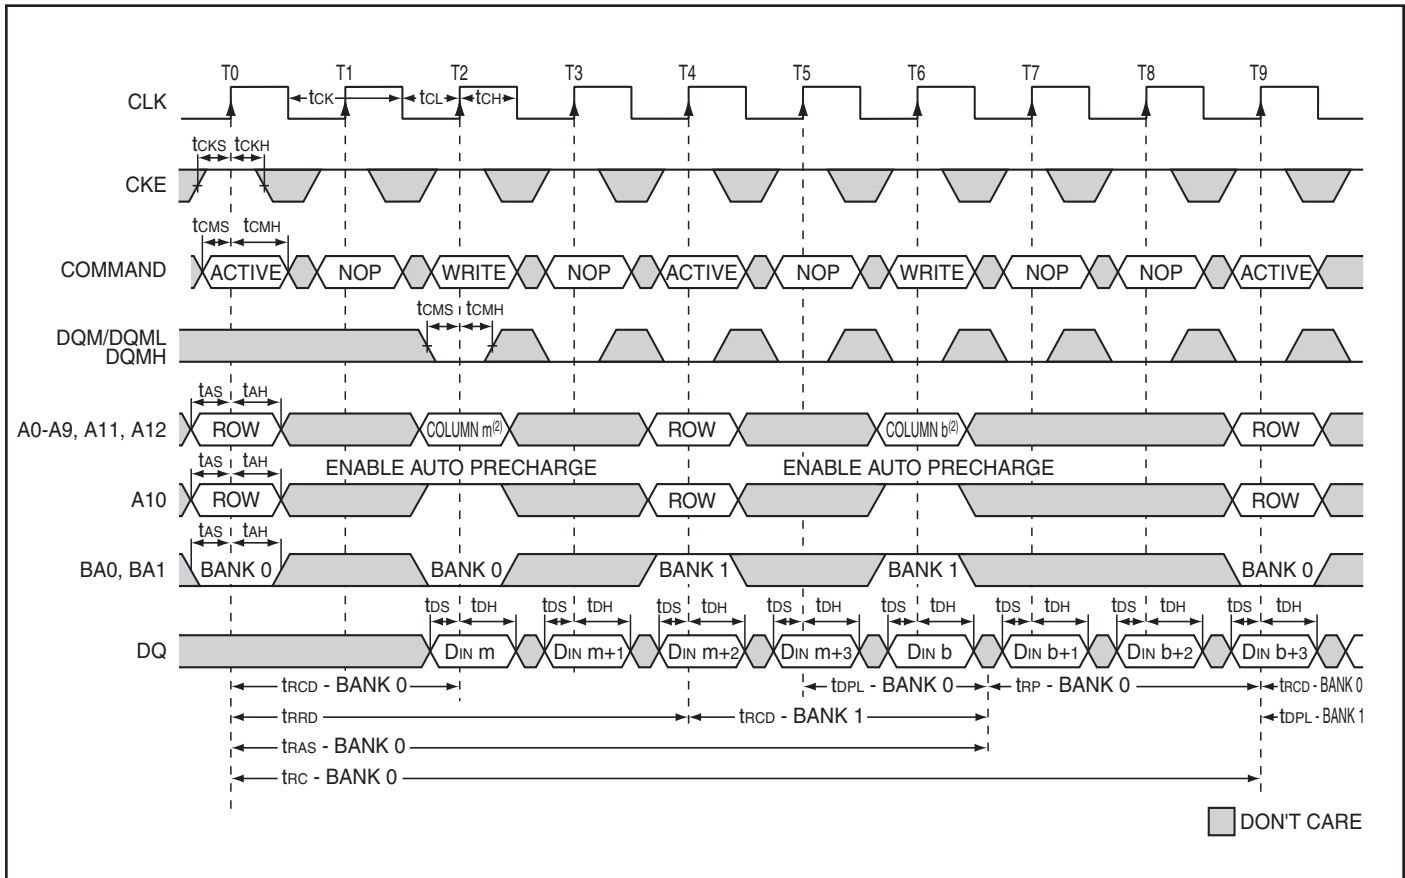 T0 T1 T2 T3 T4 T5 T6 T7 T8 T9
CLK
tCK tCL tCH
tCKS tCKH
CKE
tCMS tCMH
COMMAND
ACTIVE NOP WRITE NOP ACTIVE NOP WRITE NOP NOP ACTIVE
tCMS tCMH
DQM/DQML
DQMH
tAS tAH
A0-A9, A11, A12
ROW COLUMN m(2) ROW COLUMN b(2) ROW
tAS tAH
ENABLE AUTO PRECHARGE ENABLE AUTO PRECHARGE
A10
ROW ROW ROW
tAS tAH
BA0, BA1
BANK 0 BANK 0 BANK 1 BANK 1 BANK 0
tDS tDH tDS tDH tDS tDH tDS tDH tDS tDH tDS tDH tDS tDH tDS tDH
DQ
DIN m DIN m+1 DIN m+2 DIN m+3 DIN b DIN b+1 DIN b+2 DIN b+3
tRCD - BANK 0 tDPL - BANK 0 tRP - BANK 0 tRCD - BANK 0
tRRD tRCD - BANK 1 tDPL - BANK 1
tRAS - BANK 0
tRC - BANK 0
DON'T CARE